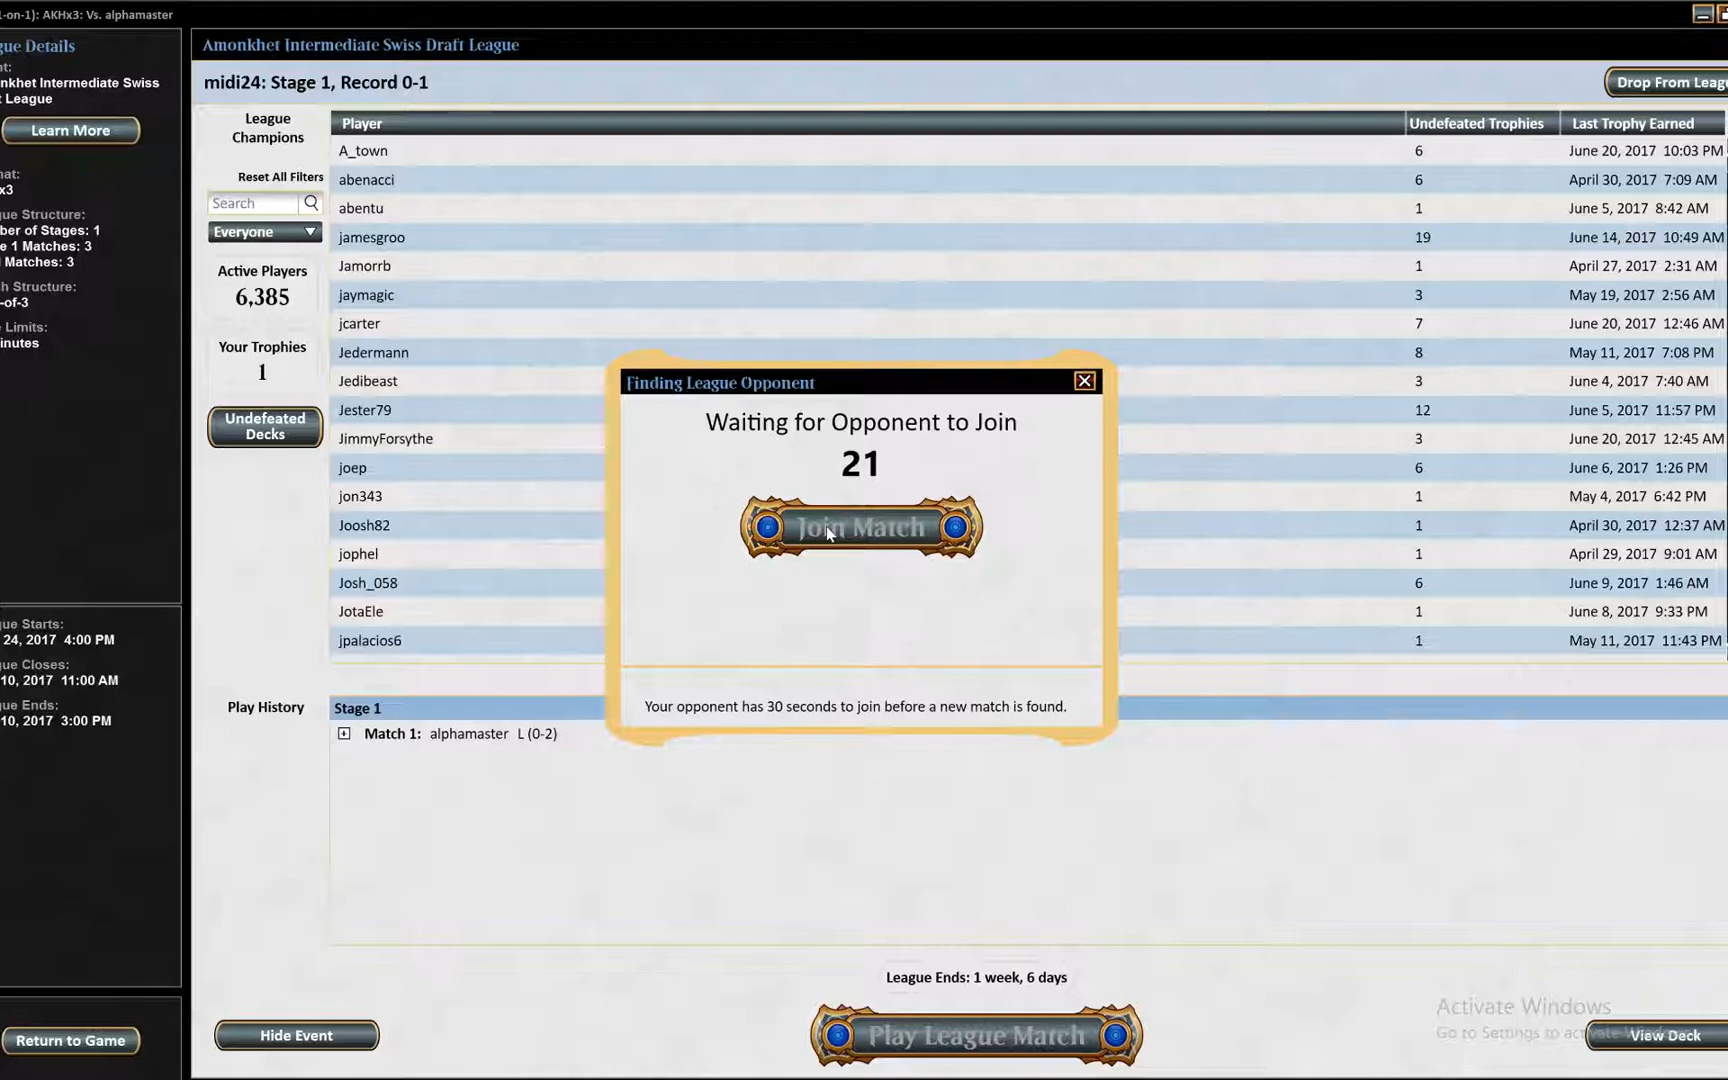 1-on-1): AKHx3: Vs. alphamaster
gue Details
nt:
nkhet Intermediate Swiss
t League
Learn More
mat:
x3
gue Structure:
ber of Stages: 1
e 1 Matches: 3
l Matches: 3
h Structure:
-of-3
e Limits:
inutes
gue Starts:
24, 2017 4:00 PM
gue Closes:
10, 2017 11:00 AM
gue Ends:
10, 2017 3:00 PM
Return to Game
Amonkhet Intermediate Swiss Draft League
midi24: Stage 1, Record 0-1
Drop From Leagu
League
Champions
Reset All Filters
Search
Everyone
Active Players
6,385
Your Trophies
1
Undefeated
Decks
Player Undefeated Trophies Last Trophy Earned
A_town 6 June 20, 2017 10:03 PM
abenacci 6 April 30, 2017 7:09 AM
abentu 1 June 5, 2017 8:42 AM
jamesgroo 19 June 14, 2017 10:49 AM
Jamorrb 1 April 27, 2017 2:31 AM
jaymagic 3 May 19, 2017 2:56 AM
jcarter 7 June 20, 2017 12:46 AM
Jedermann 8 May 11, 2017 7:08 PM
Jedibeast 3 June 4, 2017 7:40 AM
Jester79 12 June 5, 2017 11:57 PM
JimmyForsythe 3 June 20, 2017 12:45 AM
joep 6 June 6, 2017 1:26 PM
jon343 1 May 4, 2017 6:42 PM
Joosh82 1 April 30, 2017 12:37 AM
jophel 1 April 29, 2017 9:01 AM
Josh_058 6 June 9, 2017 1:46 AM
JotaEle 1 June 8, 2017 9:33 PM
jpalacios6 1 May 11, 2017 11:43 PM
Finding League Opponent
Waiting for Opponent to Join
21
Join Match
Your opponent has 30 seconds to join before a new match is found.
Play History
Stage 1
Match 1: alphamaster L (0-2)
League Ends: 1 week, 6 days
Hide Event
Play League Match
Activate Windows
Go to Settings to activate
View Deck